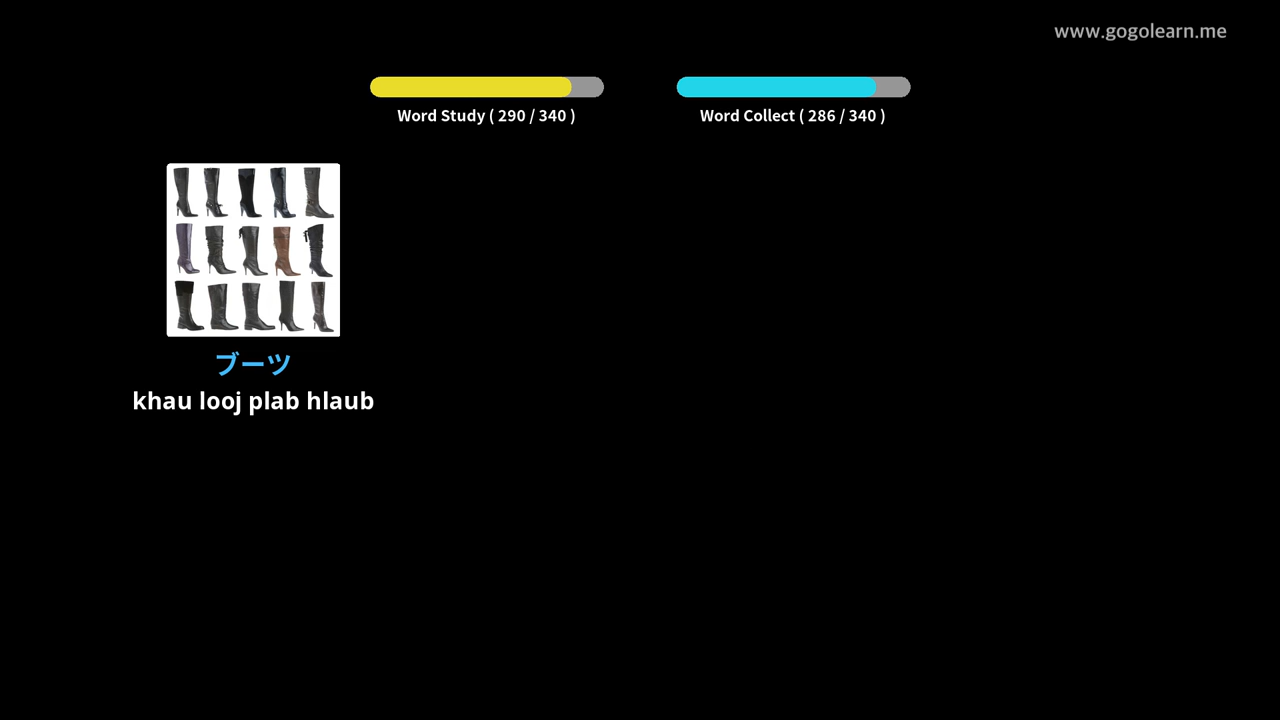 www.gogolearn.me
Word Study ( 290 / 340 )
Word Collect ( 286 / 340 )
ブーツ
khau looj plab hlaub